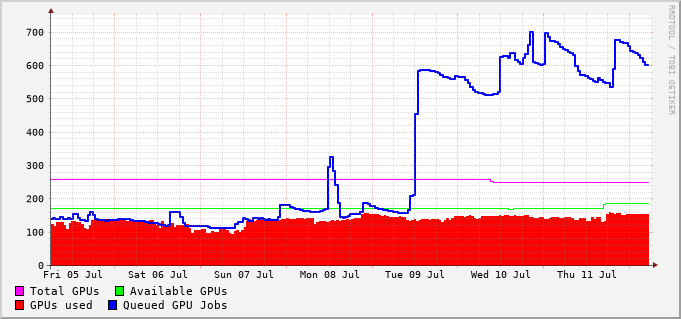 RRDTOOL / TOBI OETIKER
700
600
500
400
300
200
100
0
Fri 05 Jul Sat 06 Jul Sun 07 Jul Mon 08 Jul Tue 09 Jul Wed 10 Jul Thu 11 Jul
Total GPUs Available GPUs
GPUs used Queued GPU Jobs